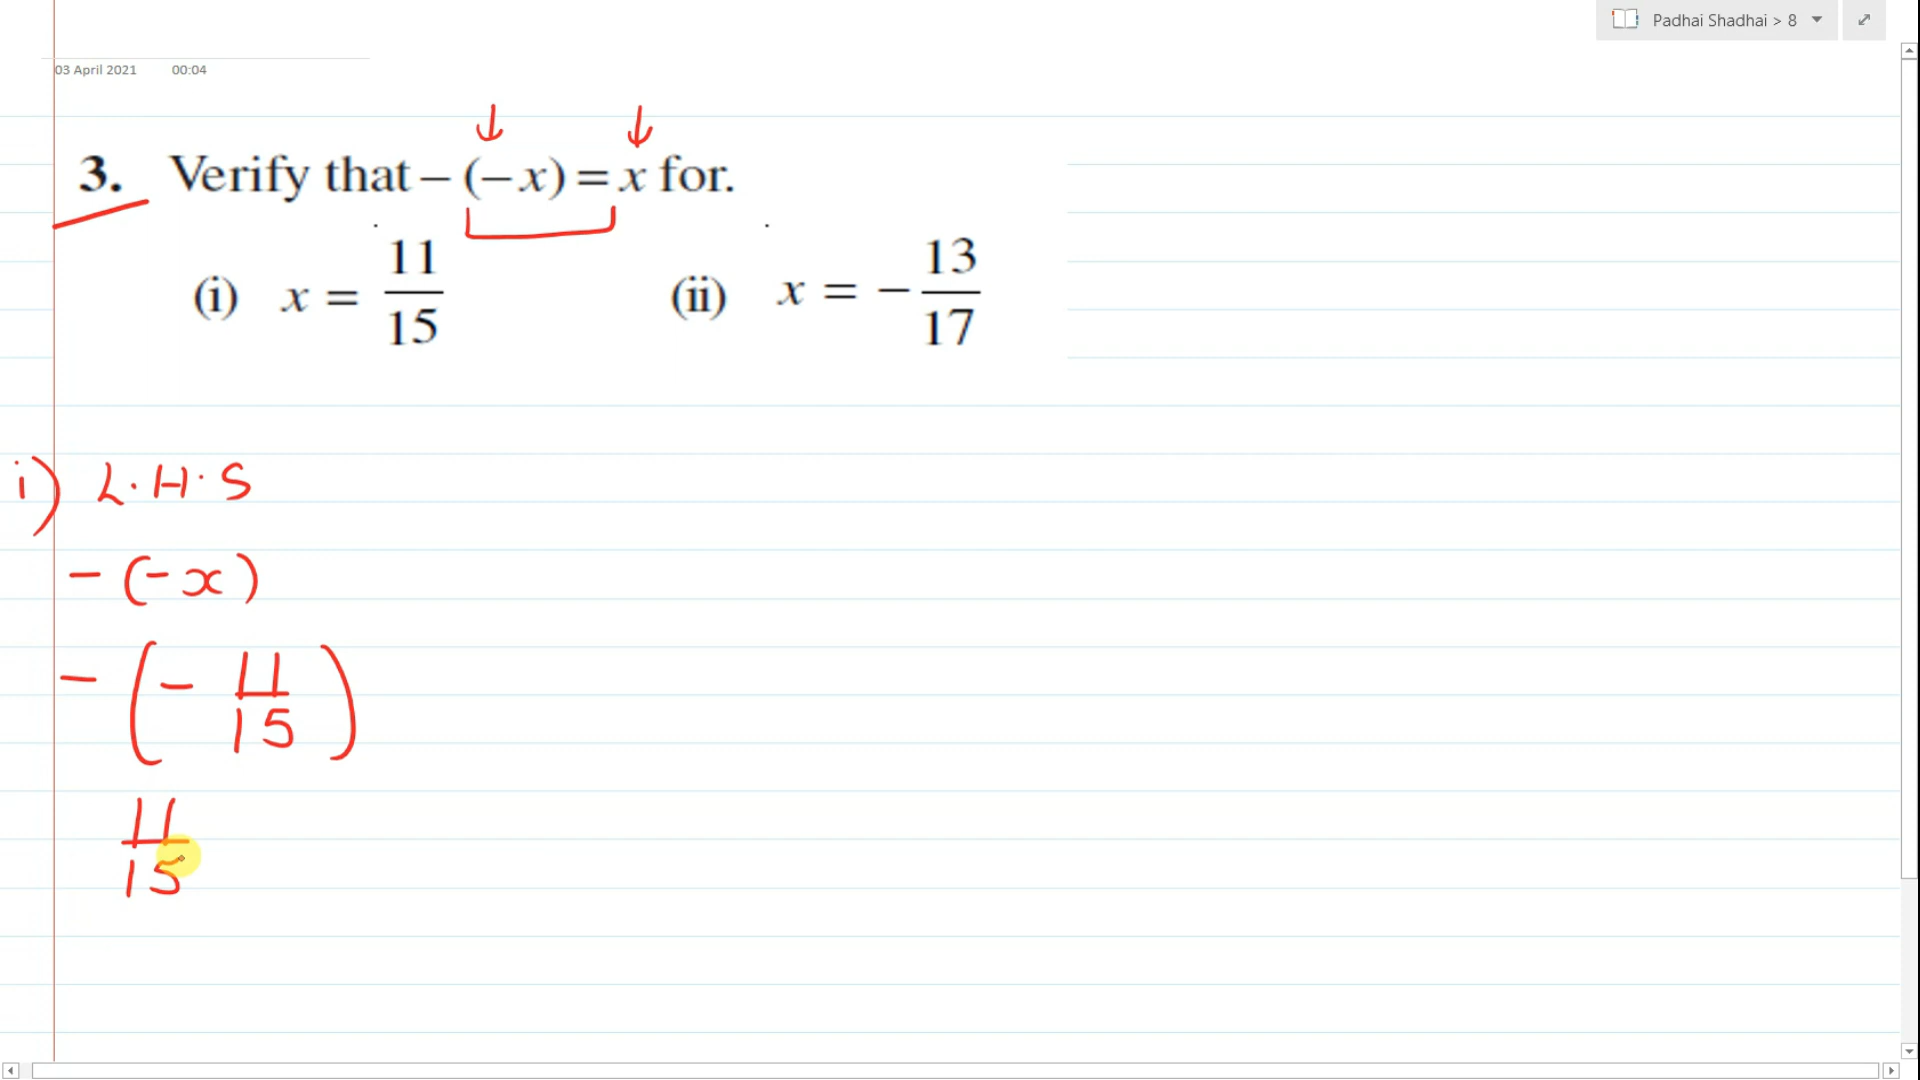 Padhai Shadhai > 8
03 April 2021 00:04
3. Verify that – (– x) = x for.
(i) x = 11/15 (ii) x = – 13/17
i) L.H.S
- (-x)
- (- 11/15)
11/15